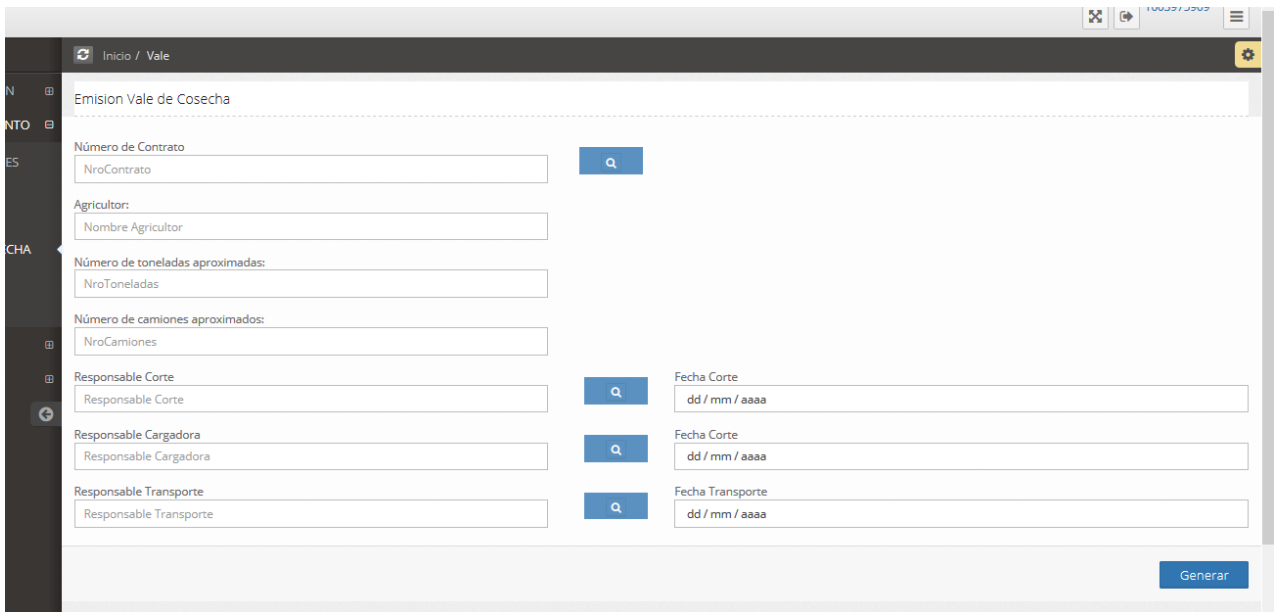 Inicio / Vale
Emision Vale de Cosecha
NTO
ES
CHA
Número de Contrato
NroContrato
Agricultor:
Nombre Agricultor
Número de toneladas aproximadas:
NroToneladas
Número de camiones aproximados:
NroCamiones
Responsable Corte
Fecha Corte
Responsable Corte
dd / mm / aaaa
Responsable Cargadora
Fecha Corte
Responsable Cargadora
dd / mm / aaaa
Responsable Transporte
Fecha Transporte
Responsable Transporte
dd / mm / aaaa
Generar